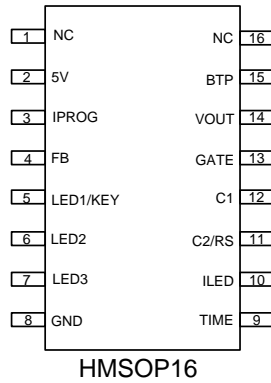 1 NC NC 16
2 5V BTP 15
3 IPROG VOUT 14
4 FB GATE 13
5 LED1/KEY C1 12
6 LED2 C2/RS 11
7 LED3 ILED 10
8 GND TIME 9
HMSOP16